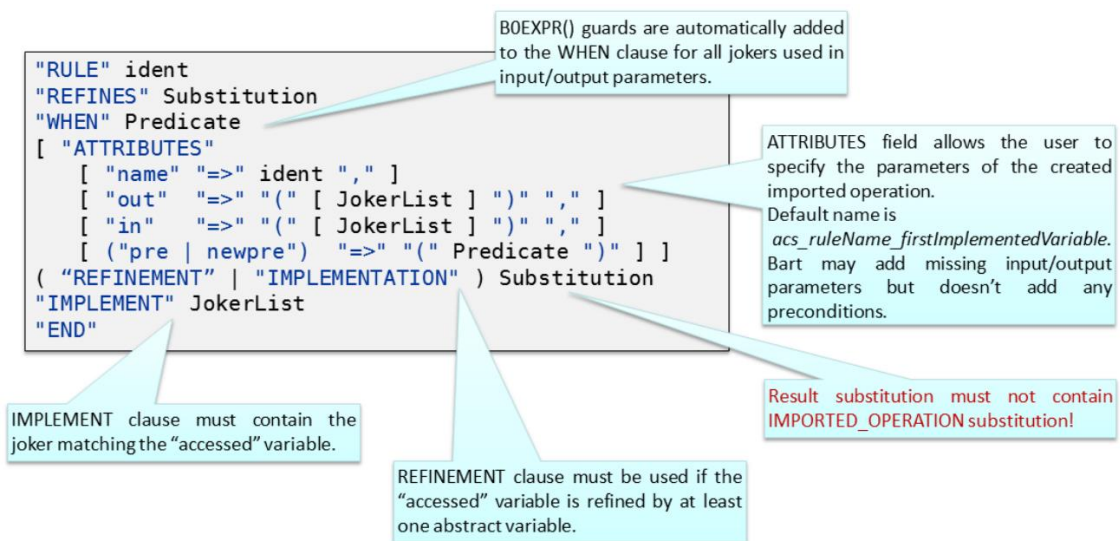 B0EXPR() guards are automatically added
to the WHEN clause for all jokers used in
input/output parameters.
"RULE" ident
"REFINES" Substitution
"WHEN" Predicate
[ "ATTRIBUTES"
[ "name" "=>" ident "," ]
[ "out" "=>" "(" [ JokerList ] ")" "," ]
[ "in" "=>" "(" [ JokerList ] ")" "," ]
[ ("pre | newpre") "=>" "(" Predicate ")" ] ]
( “REFINEMENT” | "IMPLEMENTATION" ) Substitution
"IMPLEMENT" JokerList
"END"
ATTRIBUTES field allows the user to
specify the parameters of the created
imported operation.
Default name is
acs_ruleName_firstImplementedVariable.
Bart may add missing input/output
parameters but doesn’t add any
preconditions.
Result substitution must not contain
IMPORTED_OPERATION substitution!
IMPLEMENT clause must contain the
joker matching the “accessed” variable.
REFINEMENT clause must be used if the
“accessed” variable is refined by at least
one abstract variable.